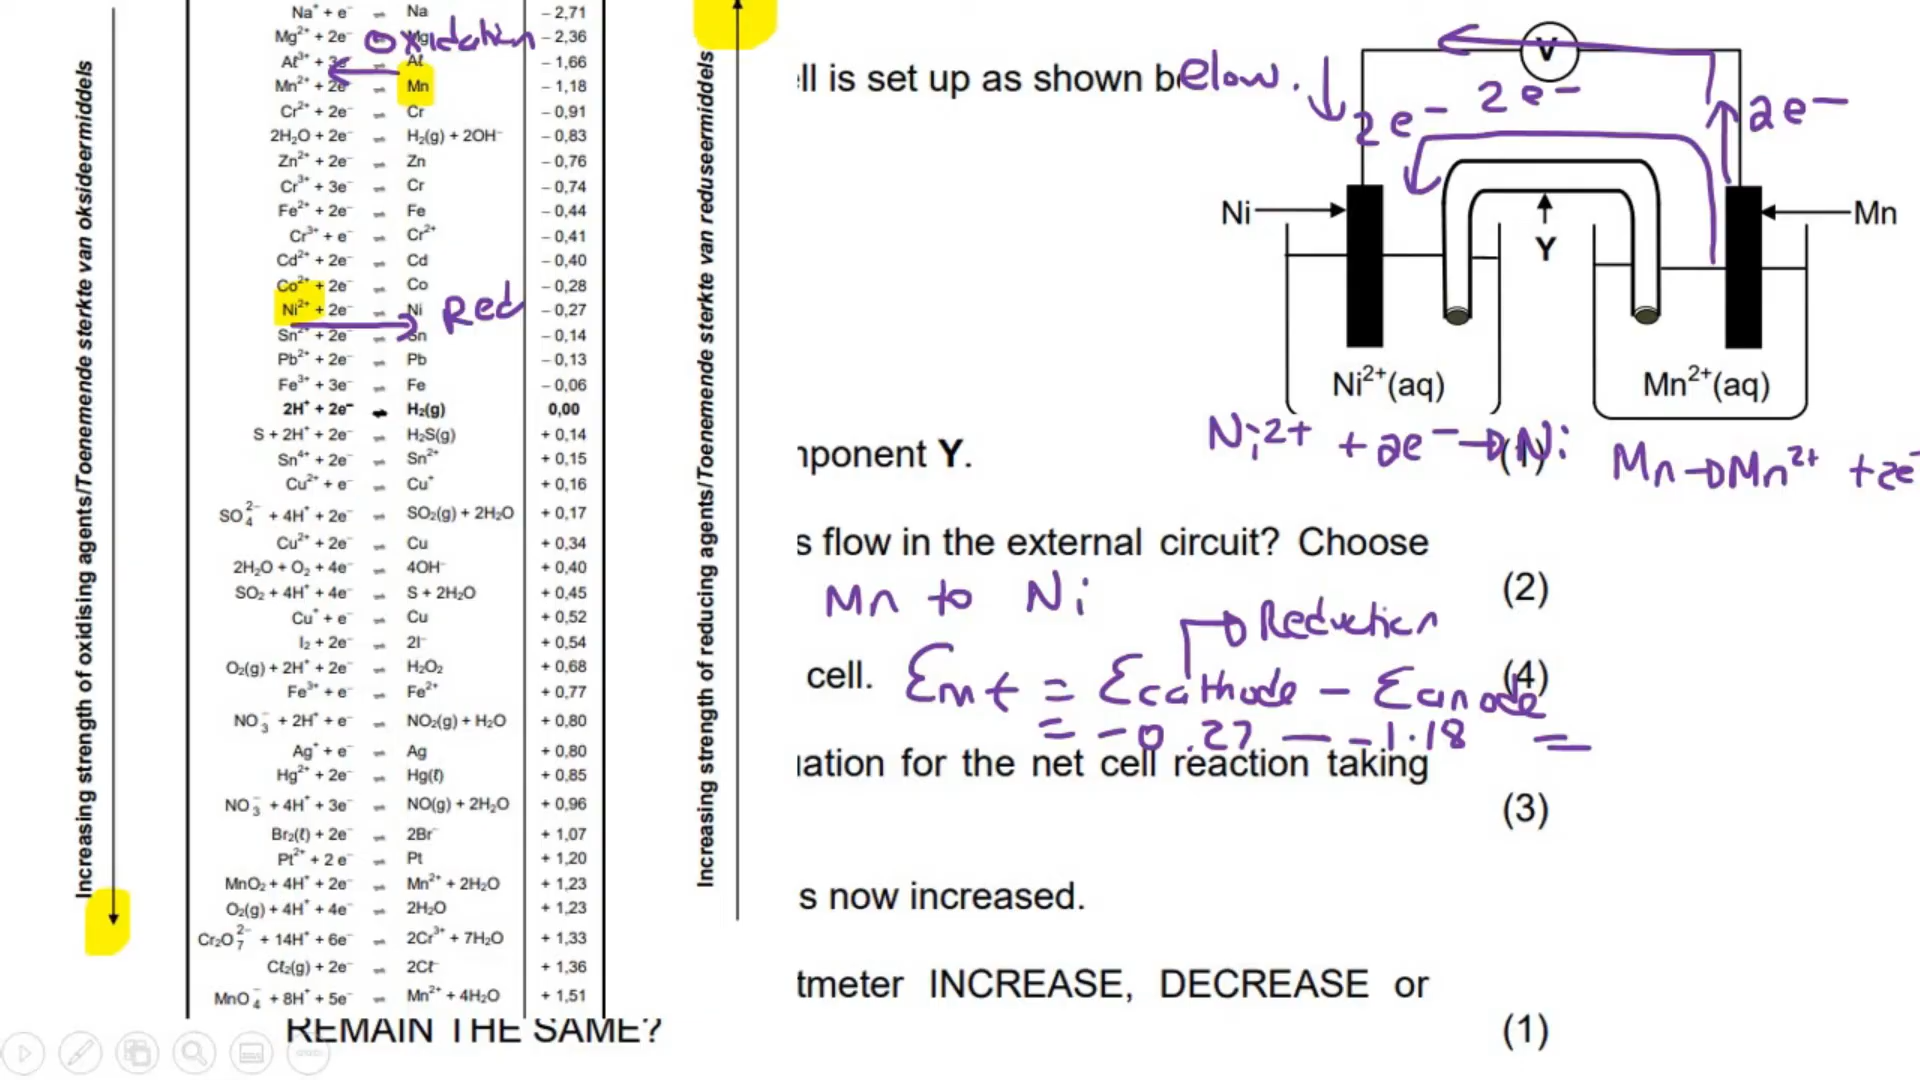 Increasing strength of oxidising agents/Toenemende sterkte van oksideermiddels
Na⁺ + e⁻ ⇌ Na – 2,71
Mg²⁺ + 2e⁻ ⇌ Mg – 2,36
Aℓ³⁺ + 3e⁻ ⇌ Aℓ – 1,66
Mn²⁺ + 2e⁻ ⇌ Mn – 1,18
Cr²⁺ + 2e⁻ ⇌ Cr – 0,91
2H₂O + 2e⁻ ⇌ H₂(g) + 2OH⁻ – 0,83
Zn²⁺ + 2e⁻ ⇌ Zn – 0,76
Cr³⁺ + 3e⁻ ⇌ Cr – 0,74
Fe²⁺ + 2e⁻ ⇌ Fe – 0,44
Cr³⁺ + e⁻ ⇌ Cr²⁺ – 0,41
Cd²⁺ + 2e⁻ ⇌ Cd – 0,40
Co²⁺ + 2e⁻ ⇌ Co – 0,28
Ni²⁺ + 2e⁻ ⇌ Ni – 0,27
Sn²⁺ + 2e⁻ ⇌ Sn – 0,14
Pb²⁺ + 2e⁻ ⇌ Pb – 0,13
Fe³⁺ + 3e⁻ ⇌ Fe – 0,06
2H⁺ + 2e⁻ ⇌ H₂(g) 0,00
S + 2H⁺ + 2e⁻ ⇌ H₂S(g) + 0,14
Sn⁴⁺ + 2e⁻ ⇌ Sn²⁺ + 0,15
Cu²⁺ + e⁻ ⇌ Cu⁺ + 0,16
SO₄²⁻ + 4H⁺ + 2e⁻ ⇌ SO₂(g) + 2H₂O + 0,17
Cu²⁺ + 2e⁻ ⇌ Cu + 0,34
2H₂O + O₂ + 4e⁻ ⇌ 4OH⁻ + 0,40
SO₂ + 4H⁺ + 4e⁻ ⇌ S + 2H₂O + 0,45
Cu⁺ + e⁻ ⇌ Cu + 0,52
I₂ + 2e⁻ ⇌ 2I⁻ + 0,54
O₂(g) + 2H⁺ + 2e⁻ ⇌ H₂O₂ + 0,68
Fe³⁺ + e⁻ ⇌ Fe²⁺ + 0,77
NO₃⁻ + 2H⁺ + e⁻ ⇌ NO₂(g) + H₂O + 0,80
Ag⁺ + e⁻ ⇌ Ag + 0,80
Hg²⁺ + 2e⁻ ⇌ Hg(ℓ) + 0,85
NO₃⁻ + 4H⁺ + 3e⁻ ⇌ NO(g) + 2H₂O + 0,96
Br₂(ℓ) + 2e⁻ ⇌ 2Br⁻ + 1,07
Pt²⁺ + 2 e⁻ ⇌ Pt + 1,20
MnO₂ + 4H⁺ + 2e⁻ ⇌ Mn²⁺ + 2H₂O + 1,23
O₂(g) + 4H⁺ + 4e⁻ ⇌ 2H₂O + 1,23
Cr₂O₇²⁻ + 14H⁺ + 6e⁻ ⇌ 2Cr³⁺ + 7H₂O + 1,33
Cℓ₂(g) + 2e⁻ ⇌ 2Cℓ⁻ + 1,36
MnO₄⁻ + 8H⁺ + 5e⁻ ⇌ Mn²⁺ + 4H₂O + 1,51
oxidation
Red
Increasing strength of reducing agents/Toenemende sterkte van reduseermiddels
ll is set up as shown below.
V
2e⁻ 2e⁻ 2e⁻
Ni Y Mn
Ni²⁺(aq) Mn²⁺(aq)
Ni²⁺ + 2e⁻ → Ni Mn → Mn²⁺ + 2e⁻
nponent Y. (1)
s flow in the external circuit? Choose
Mn to Ni (2)
→ Reduction
cell. Emf = Ecathode – Eanode (4)
= -0.27 – -1.18 =
uation for the net cell reaction taking
(3)
s now increased.
tmeter INCREASE, DECREASE or
REMAIN THE SAME? (1)